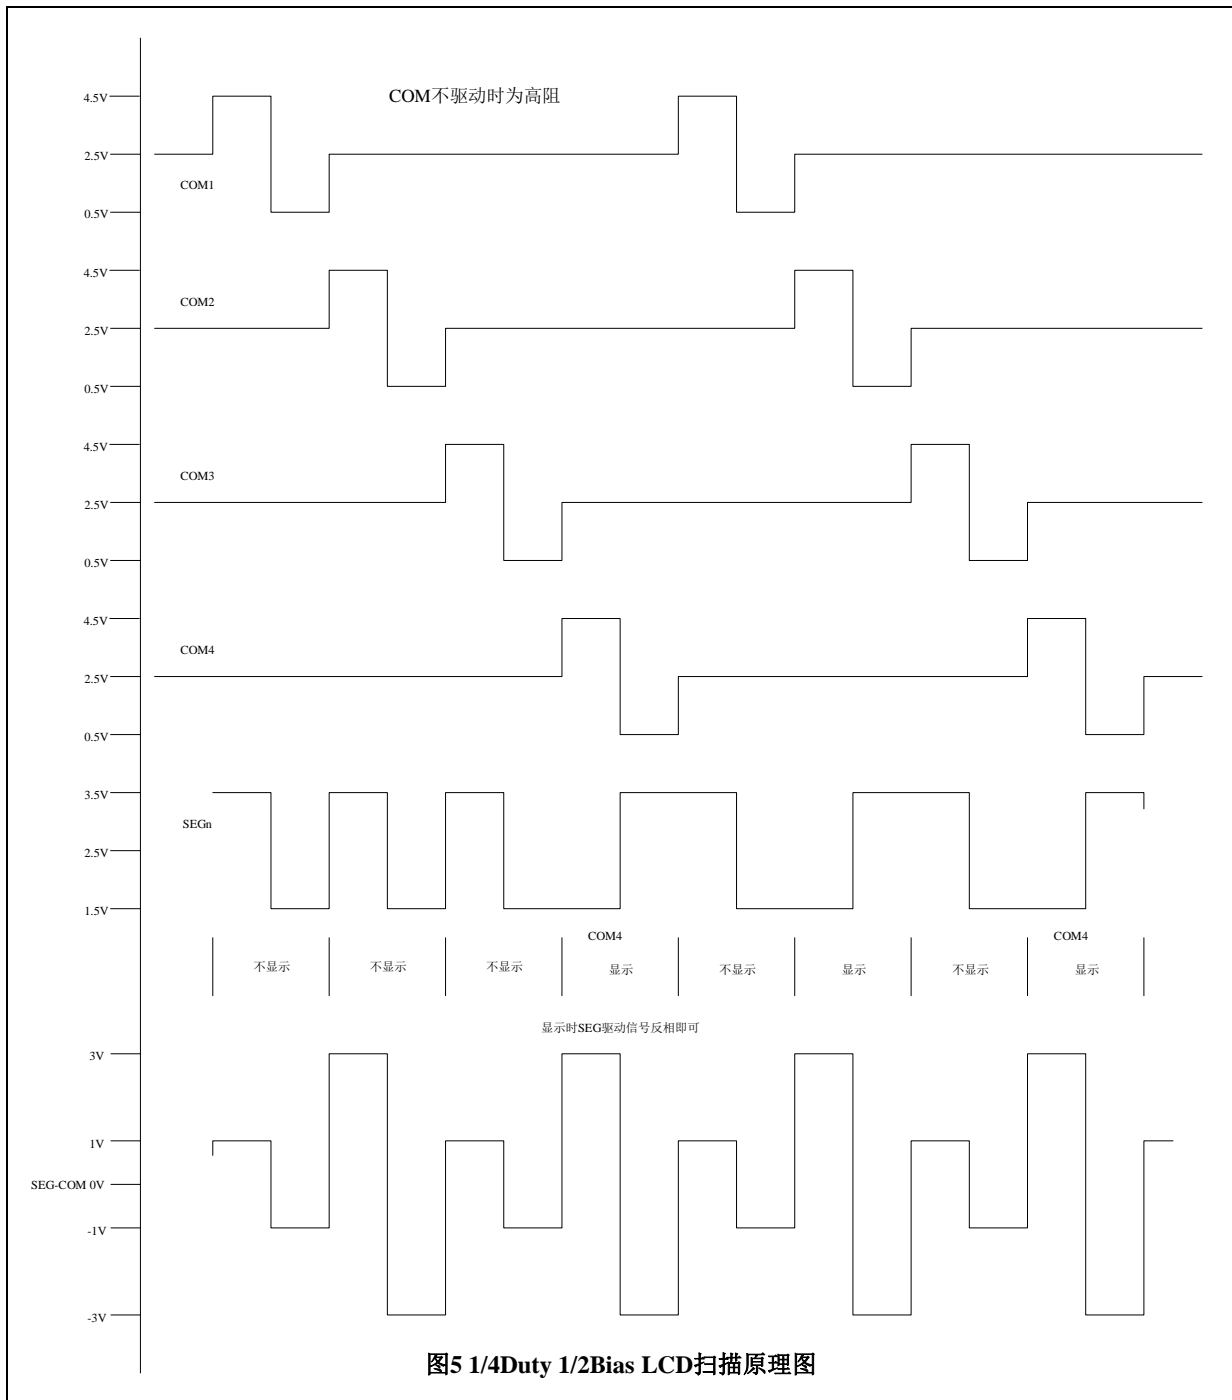 COM不驱动时为高阻
4.5V
2.5V
COM1
0.5V
4.5V
COM2
2.5V
0.5V
4.5V
COM3
2.5V
0.5V
4.5V
COM4
2.5V
0.5V
3.5V
SEGn
2.5V
1.5V
COM4 COM4
不显示 不显示 不显示 显示 不显示 显示 不显示 显示
显示时SEG驱动信号反相即可
3V
1V
SEG-COM 0V
-1V
-3V
图5 1/4Duty 1/2Bias LCD扫描原理图